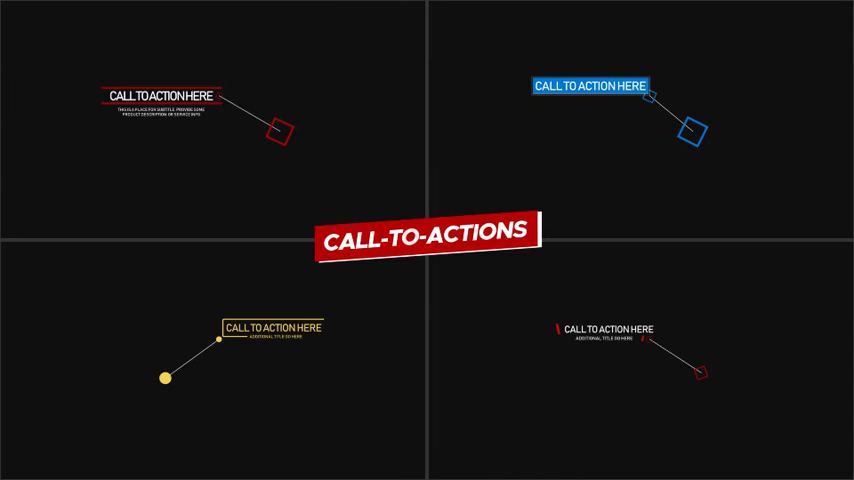 CALL TO ACTION HERE
THIS IS A PLACE FOR SUBTITLE. PROVIDE SOME
PRODUCT DESCRIPTION OR SERVICE INFO
CALL TO ACTION HERE
CALL-TO-ACTIONS
CALL TO ACTION HERE
ADDITIONAL TITLE GO HERE
CALL TO ACTION HERE
ADDITIONAL TITLE GO HERE